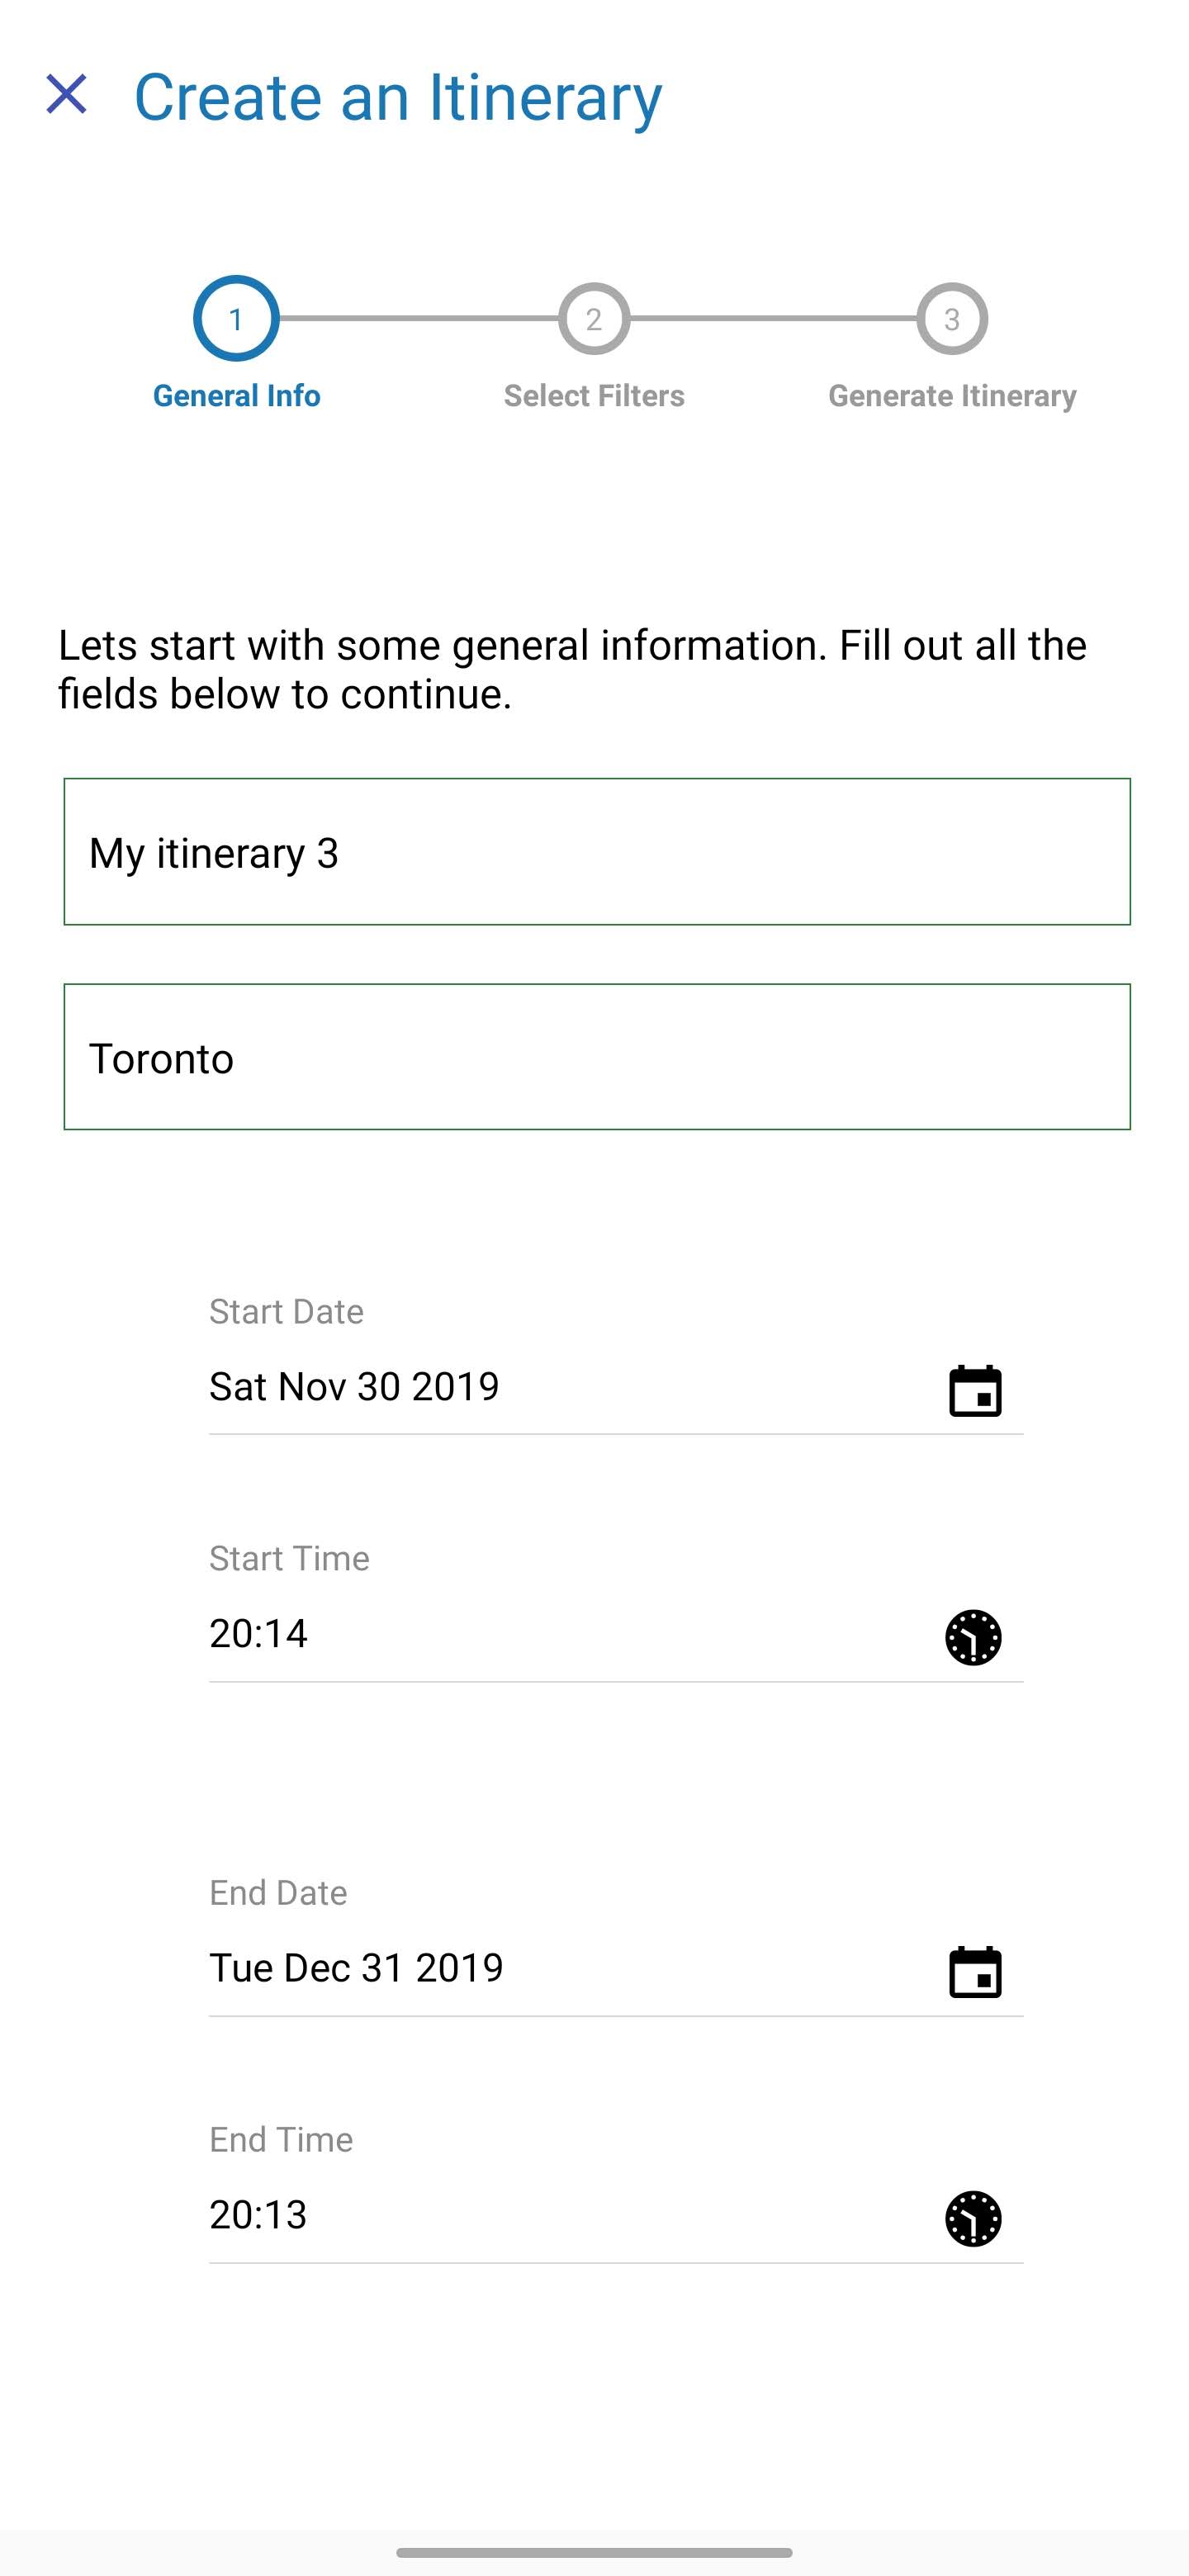 Create an Itinerary
1
2
3
General Info
Select Filters
Generate Itinerary
Lets start with some general information. Fill out all the
fields below to continue.
My itinerary 3
Toronto
Start Date
Sat Nov 30 2019
Start Time
20:14
End Date
Tue Dec 31 2019
End Time
20:13